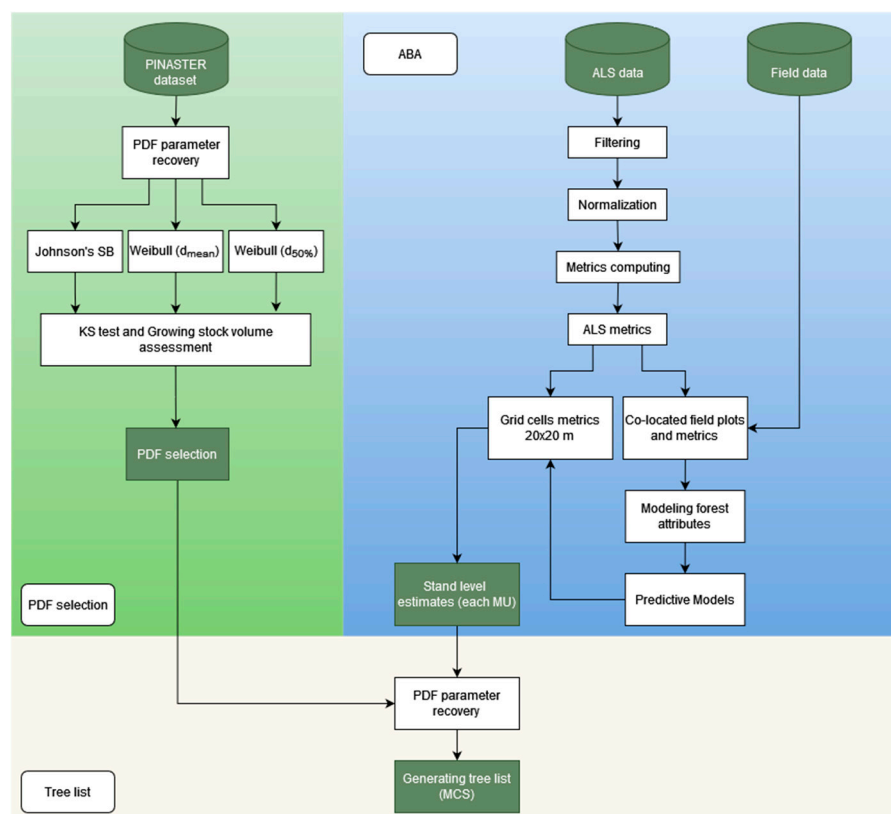 PINASTER
dataset
PDF parameter
recovery
Johnson's SB
Weibull (dmean)
Weibull (d50%)
KS test and Growing stock volume
assessment
PDF selection
PDF selection
ABA
ALS data
Field data
Filtering
Normalization
Metrics computing
ALS metrics
Grid cells metrics
20x20 m
Co-located field plots
and metrics
Modeling forest
attributes
Predictive Models
Stand level
estimates (each MU)
PDF parameter
recovery
Generating tree list
(MCS)
Tree list